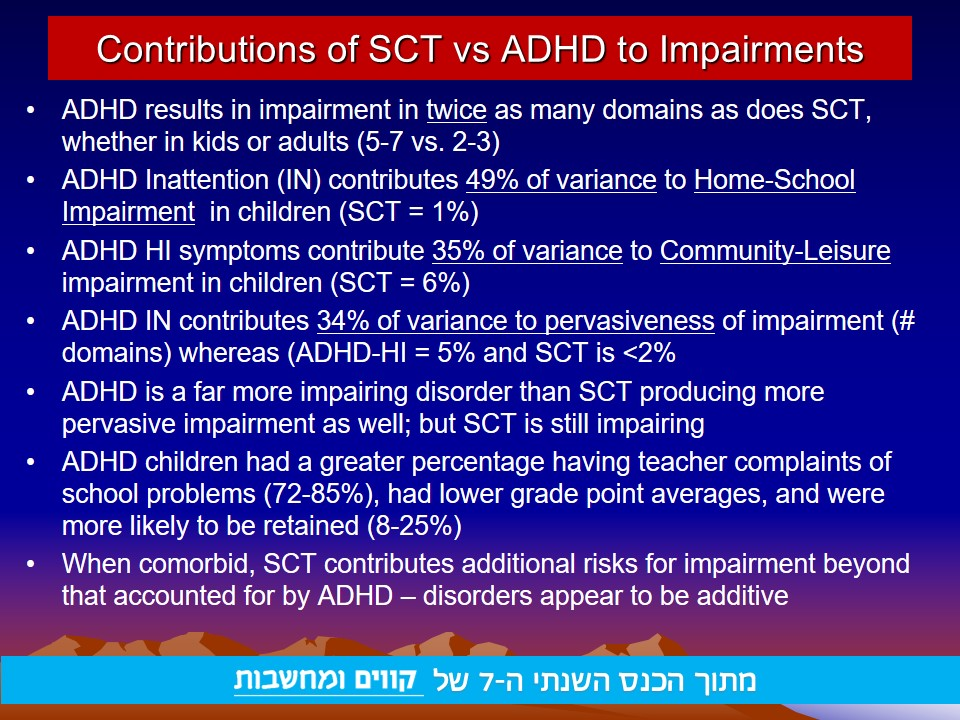 Contributions of SCT vs ADHD to Impairments
• ADHD results in impairment in twice as many domains as does SCT,
whether in kids or adults (5-7 vs. 2-3)
• ADHD Inattention (IN) contributes 49% of variance to Home-School
Impairment in children (SCT = 1%)
• ADHD HI symptoms contribute 35% of variance to Community-Leisure
impairment in children (SCT = 6%)
• ADHD IN contributes 34% of variance to pervasiveness of impairment (#
domains) whereas (ADHD-HI = 5% and SCT is <2%
• ADHD is a far more impairing disorder than SCT producing more
pervasive impairment as well; but SCT is still impairing
• ADHD children had a greater percentage having teacher complaints of
school problems (72-85%), had lower grade point averages, and were
more likely to be retained (8-25%)
• When comorbid, SCT contributes additional risks for impairment beyond
that accounted for by ADHD – disorders appear to be additive
מתוך הכנס השנתי ה-7 של קווים ומחשבות